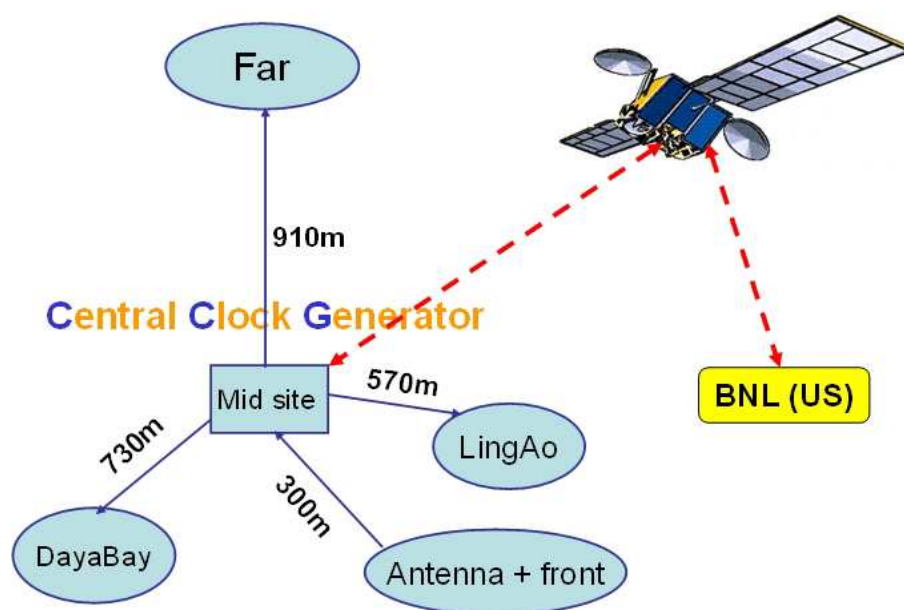 Far
910m
Central Clock Generator
570m
Mid site
BNL (US)
730m
LingAo
300m
DayaBay
Antenna + front